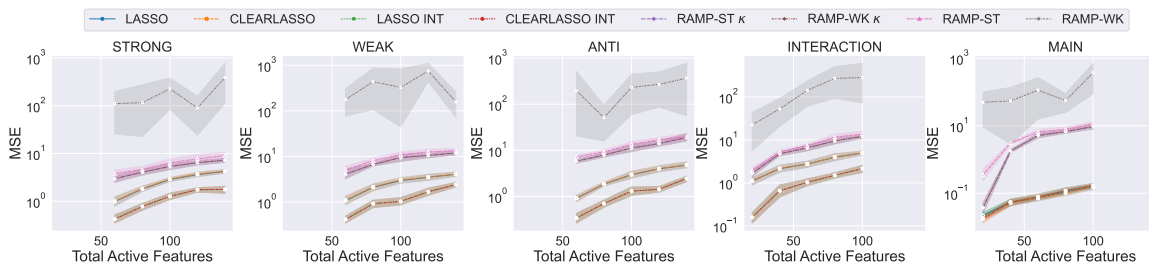 LASSO CLEARLASSO LASSO INT CLEARLASSO INT RAMP-ST κ RAMP-WK κ RAMP-ST RAMP-WK
STRONG WEAK ANTI INTERACTION MAIN
MSE
10³
10²
10¹
10⁰
50 100
Total Active Features
MSE
10³
10²
10¹
10⁰
50 100
Total Active Features
MSE
10³
10²
10¹
10⁰
50 100
Total Active Features
MSE
10²
10¹
10⁰
10⁻¹
50 100
Total Active Features
MSE
10³
10¹
10⁻¹
50 100
Total Active Features